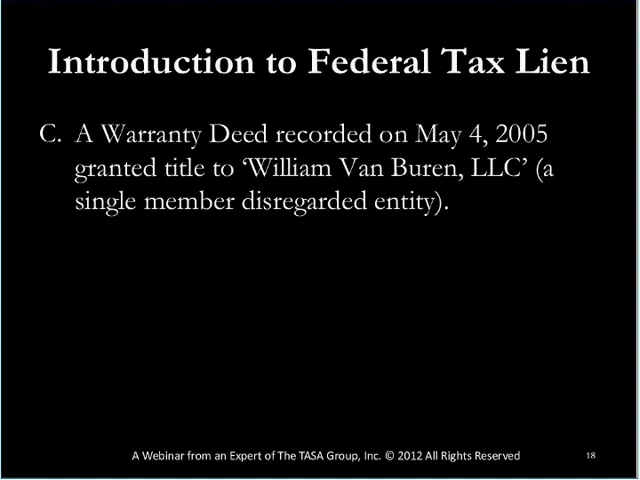 Introduction to Federal Tax Lien
C. A Warranty Deed recorded on May 4, 2005
granted title to ‘William Van Buren, LLC’ (a
single member disregarded entity).
A Webinar from an Expert of The TASA Group, Inc. © 2012 All Rights Reserved
18